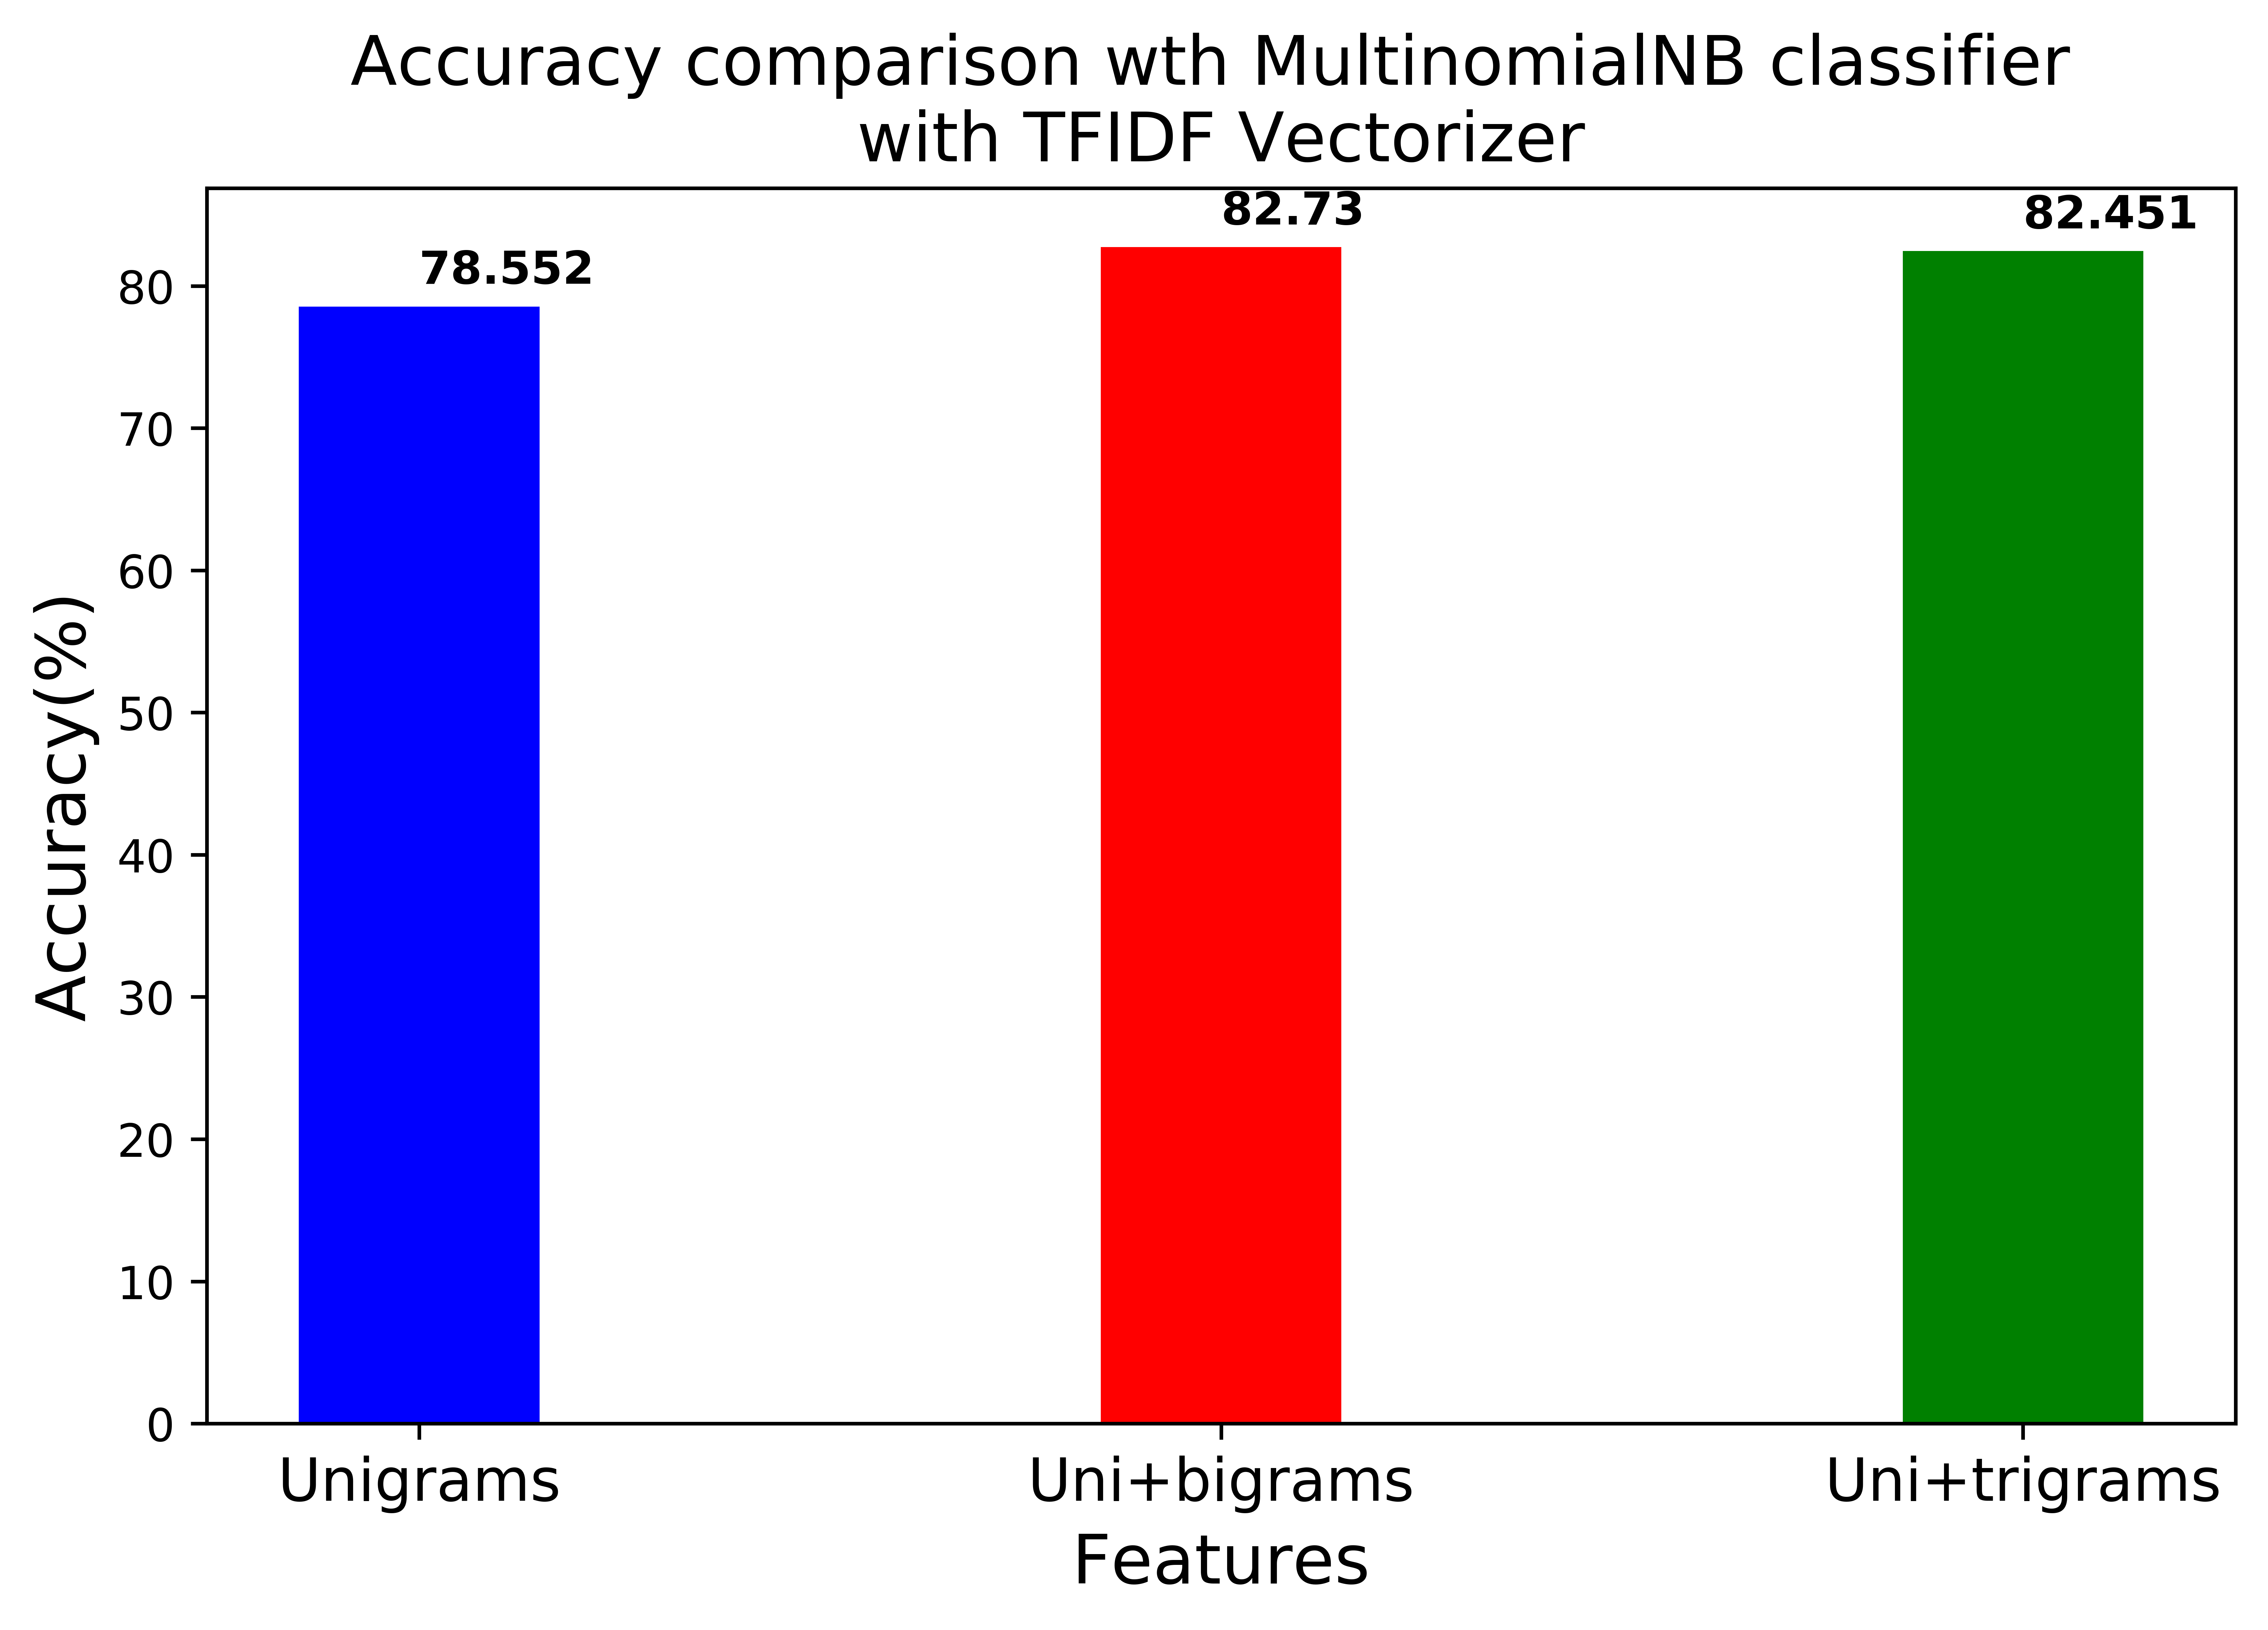 Accuracy comparison wth MultinomialNB classifier
with TFIDF Vectorizer
78.552
82.73
82.451
80
70
60
50
40
30
20
10
0
Accuracy(%)
Unigrams
Uni+bigrams
Uni+trigrams
Features